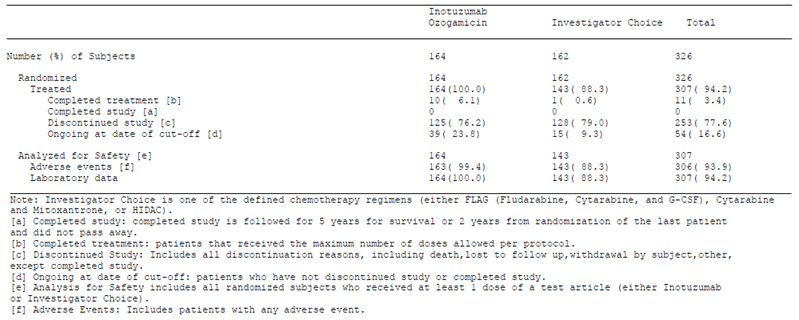 Inotuzumab
Ozogamicin Investigator Choice Total
Number (%) of Subjects 164 162 326
Randomized 164 162 326
Treated 164(100.0) 143( 88.3) 307( 94.2)
Completed treatment [b] 10( 6.1) 1( 0.6) 11( 3.4)
Completed study [a] 0 0 0
Discontinued study [c] 125( 76.2) 128( 79.0) 253( 77.6)
Ongoing at date of cut-off [d] 39( 23.8) 15( 9.3) 54( 16.6)
Analyzed for Safety [e] 164 143 307
Adverse events [f] 163( 99.4) 143( 88.3) 306( 93.9)
Laboratory data 164(100.0) 143( 88.3) 307( 94.2)
Note: Investigator Choice is one of the defined chemotherapy regimens (either FLAG (Fludarabine, Cytarabine, and G-CSF), Cytarabine
and Mitoxantrone, or HIDAC).
[a] Completed study: completed study is followed for 5 years for survival or 2 years from randomization of the last patient
and did not pass away.
[b] Completed treatment: patients that received the maximum number of doses allowed per protocol.
[c] Discontinued Study: Includes all discontinuation reasons, including death,lost to follow up,withdrawal by subject,other,
except completed study.
[d] Ongoing at date of cut-off: patients who have not discontinued study or completed study.
[e] Analysis for Safety includes all randomized subjects who received at least 1 dose of a test article (either Inotuzumab
or Investigator Choice).
[f] Adverse Events: Includes patients with any adverse event.